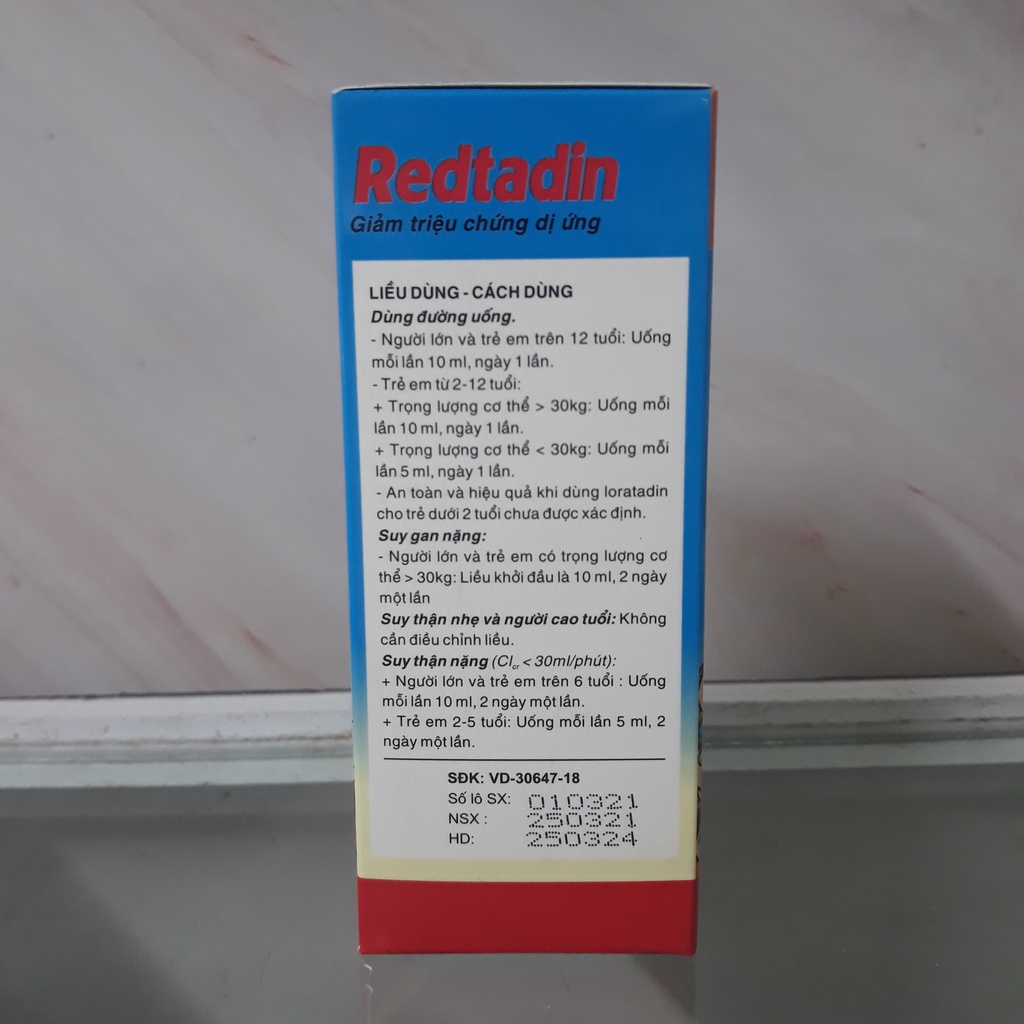 Redtadin
Giảm triệu chứng dị ứng
LIỀU DÙNG - CÁCH DÙNG
Dùng đường uống.
- Người lớn và trẻ em trên 12 tuổi: Uống
mỗi lần 10 ml, ngày 1 lần.
- Trẻ em từ 2-12 tuổi:
+ Trọng lượng cơ thể > 30kg: Uống mỗi
lần 10 ml, ngày 1 lần.
+ Trọng lượng cơ thể < 30kg: Uống mỗi
lần 5 ml, ngày 1 lần.
- An toàn và hiệu quả khi dùng loratadin
cho trẻ dưới 2 tuổi chưa được xác định.
Suy gan nặng:
- Người lớn và trẻ em có trọng lượng cơ
thể > 30kg: Liều khởi đầu là 10 ml, 2 ngày
một lần
Suy thận nhẹ và người cao tuổi: Không
cần điều chỉnh liều.
Suy thận nặng (Clcr < 30ml/phút):
+ Người lớn và trẻ em trên 6 tuổi : Uống
mỗi lần 10 ml, 2 ngày một lần.
+ Trẻ em 2-5 tuổi: Uống mỗi lần 5 ml, 2
ngày một lần.
SĐK: VD-30647-18
Số lô SX: 010321
NSX : 250321
HD: 250324